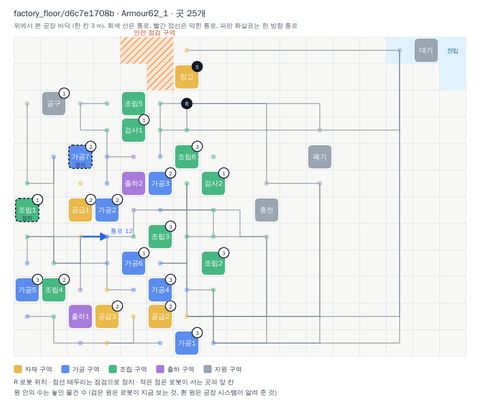 factory_floor/d6c7e1708b · Armour62_1 · 곳 25개
위에서 본 공장 바닥 (한 칸 3 m). 회색 선은 통로, 빨간 점선은 막힌 통로, 파란 화살표는 한 방향 통로
안전 점검 구역
대기
진입
창고
5
공구
1
조립5
R
검사1
1
가공7
2
조립6
3
폐기
출하2
가공3
2
검사2
1
조립1
1
공급1
2
가공2
1
충전
통로 12
조립3
3
가공6
1
조립2
3
가공5
3
조립4
2
가공4
3
출하1
공급3
2
공급2
2
가공1
3
자재 구역
가공 구역
조립 구역
출하 구역
지원 구역
R 로봇 위치 · 점선 테두리는 점검으로 정지 · 작은 점은 로봇이 서는 곳의 앞 칸
원 안의 수는 놓인 물건 수 (검은 원은 로봇이 지금 보는 것, 흰 원은 공장 시스템이 알려 준 것)